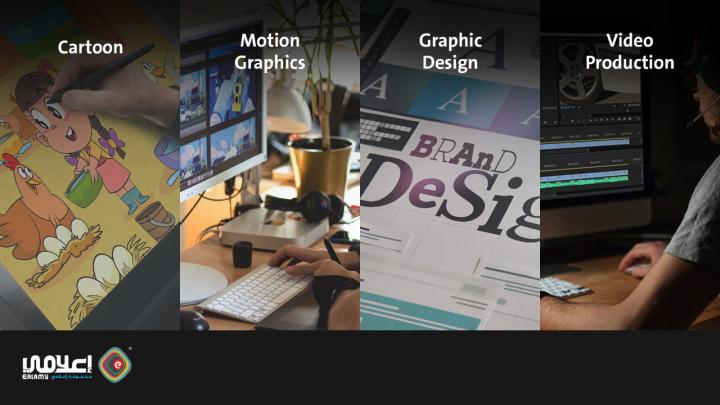 Cartoon
Motion
Graphics
Graphic
Design
Video
Production
A
A
A
BRAnD
DeSig
إعلامي
EALAMY مجموعة إعلامي
e